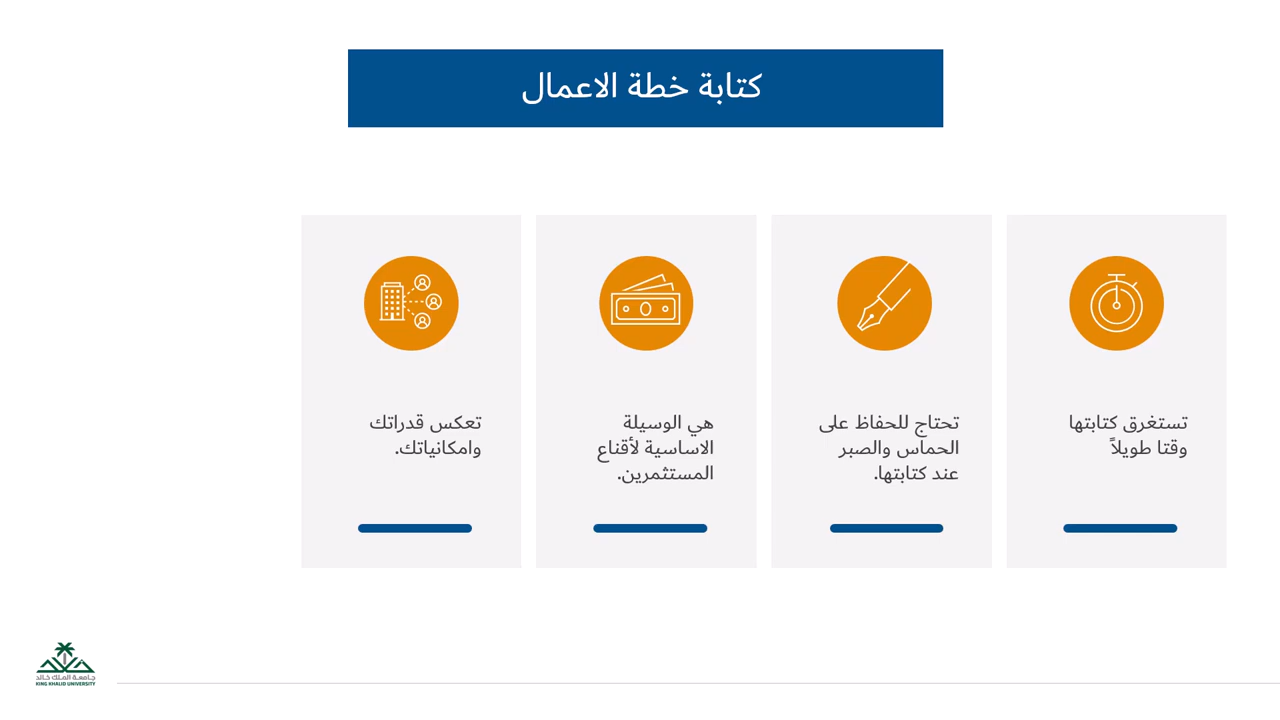 كتابة خطة الاعمال
تستغرق كتابتها
وقتا طويلاً
تحتاج للحفاظ على
الحماس والصبر
عند كتابتها.
هي الوسيلة
الاساسية لأقناع
المستثمرين.
تعكس قدراتك
وامكانياتك.
جامعة الملك خالد
KING KHALID UNIVERSITY